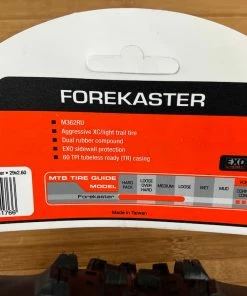 FOREKASTER
M362RU
Aggressive XC/light trail tire
Dual rubber compound
EXO sidewall protection
60 TPI tubeless ready (TR) casing
EXO
29x2.60
MTB TIRE GUIDE
MODEL
HARD PACK
LOOSE OVER HARD
MEDIUM
LOOSE
WET
MUD
Forekaster
Made in Taiwan